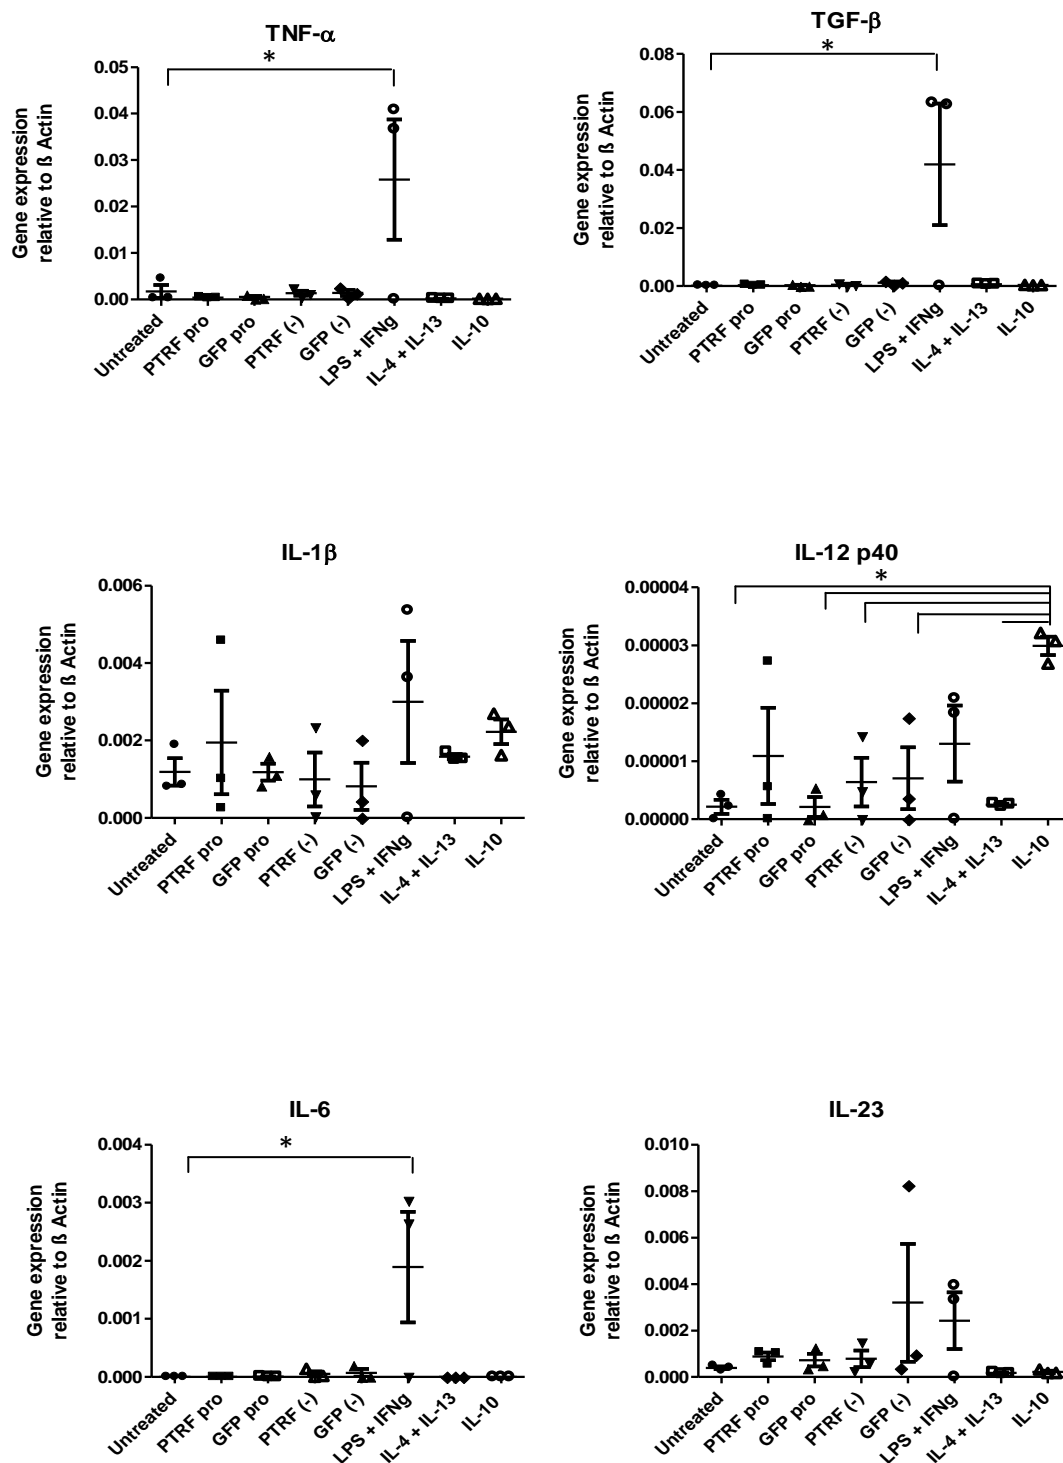 TNF-α
*
Gene expression
relative to ß Actin
0.05
0.04
0.03
0.02
0.01
0.00
Untreated
PTRF pro
GFP pro
PTRF (-)
GFP (-)
LPS + IFNg
IL-4 + IL-13
IL-10
TGF-β
*
Gene expression
relative to ß Actin
0.08
0.06
0.04
0.02
0.00
Untreated
PTRF pro
GFP pro
PTRF (-)
GFP (-)
LPS + IFNg
IL-4 + IL-13
IL-10
IL-1β
Gene expression
relative to ß Actin
0.006
0.004
0.002
0.000
Untreated
PTRF pro
GFP pro
PTRF (-)
GFP (-)
LPS + IFNg
IL-4 + IL-13
IL-10
IL-12 p40
*
Gene expression
relative to ß Actin
0.00004
0.00003
0.00002
0.00001
0.00000
Untreated
PTRF pro
GFP pro
PTRF (-)
GFP (-)
LPS + IFNg
IL-4 + IL-13
IL-10
IL-6
*
Gene expression
relative to ß Actin
0.004
0.003
0.002
0.001
0.000
Untreated
PTRF pro
GFP pro
PTRF (-)
GFP (-)
LPS + IFNg
IL-4 + IL-13
IL-10
IL-23
Gene expression
relative to ß Actin
0.010
0.008
0.006
0.004
0.002
0.000
Untreated
PTRF pro
GFP pro
PTRF (-)
GFP (-)
LPS + IFNg
IL-4 + IL-13
IL-10